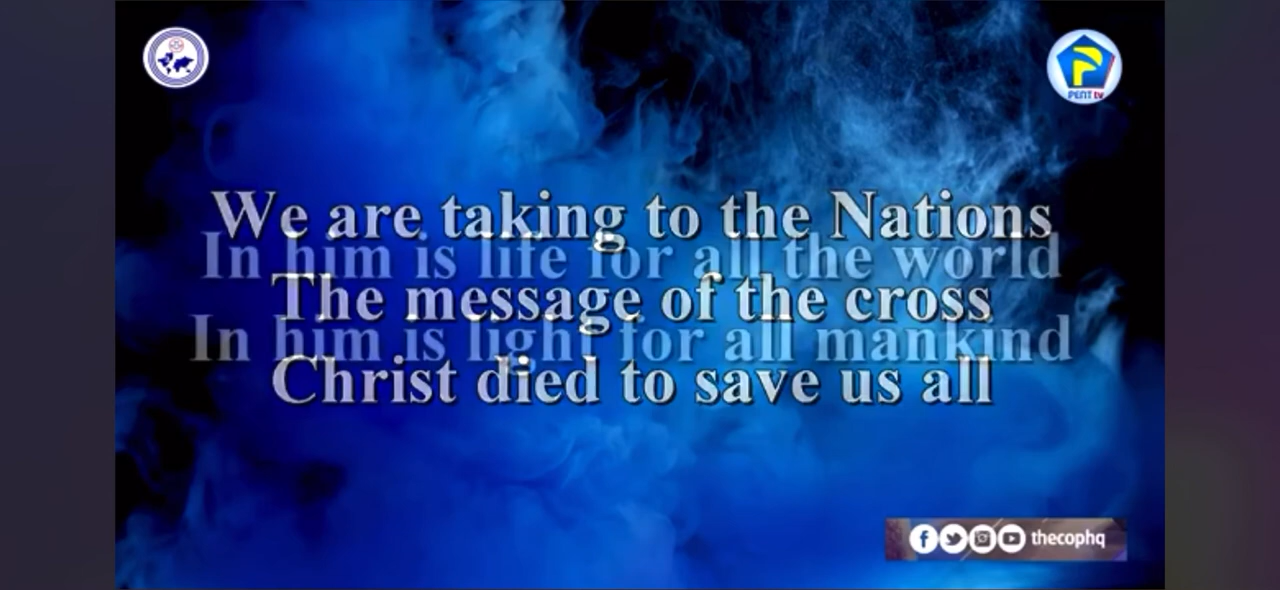 PENT tv
We are taking to the Nations
In him is life for all the world
The message of the cross
In him is light for all mankind
Christ died to save us all
thecophq